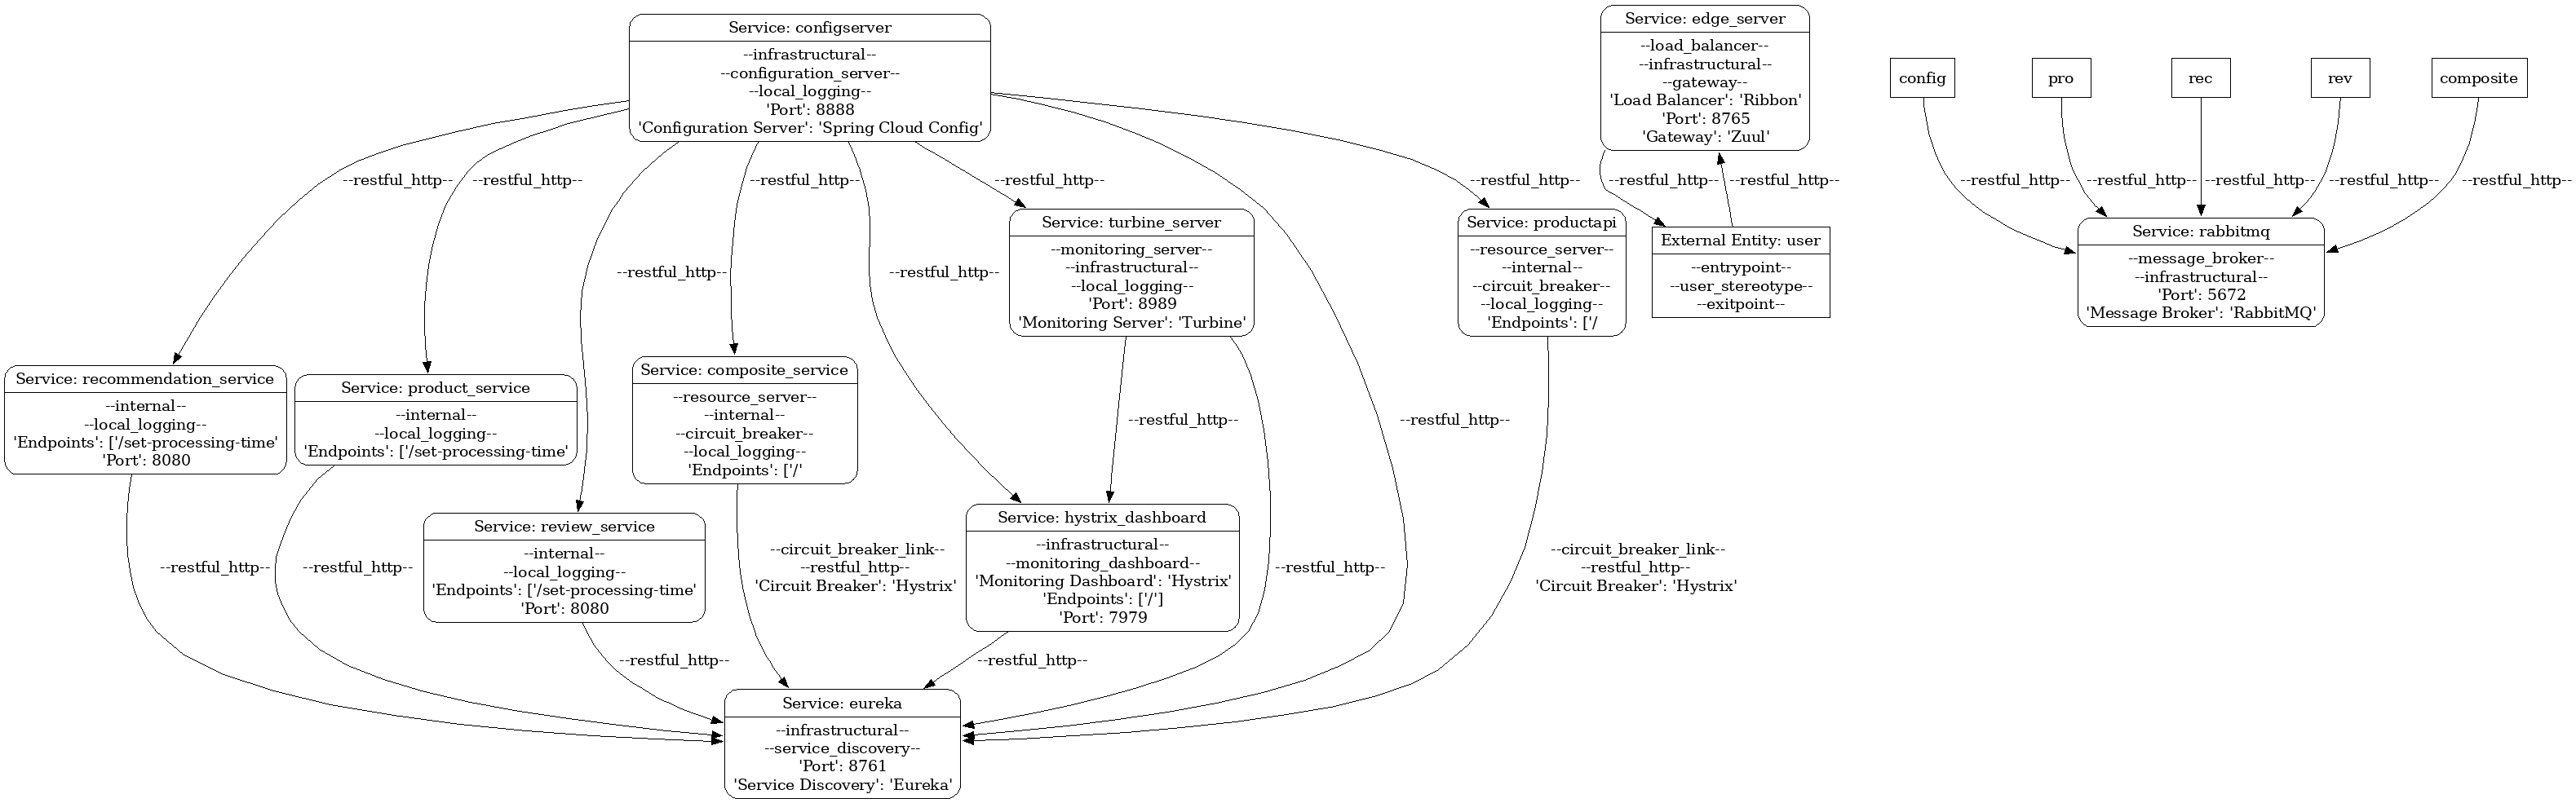 Service: configserver
--infrastructural--
--configuration_server--
--local_logging--
'Port': 8888
'Configuration Server': 'Spring Cloud Config'
Service: edge_server
--load_balancer--
--infrastructural--
--gateway--
'Load Balancer': 'Ribbon'
'Port': 8765
'Gateway': 'Zuul'
config
pro
rec
rev
composite
--restful_http--
--restful_http--
--restful_http--
--restful_http--
--restful_http--
--restful_http--
--restful_http--
--restful_http--
--restful_http--
--restful_http--
--restful_http--
--restful_http--
Service: turbine_server
--monitoring_server--
--infrastructural--
--local_logging--
'Port': 8989
'Monitoring Server': 'Turbine'
Service: productapi
--resource_server--
--internal--
--circuit_breaker--
--local_logging--
'Endpoints': ['/
External Entity: user
--entrypoint--
--user_stereotype--
--exitpoint--
Service: rabbitmq
--message_broker--
--infrastructural--
'Port': 5672
'Message Broker': 'RabbitMQ'
--restful_http--
--restful_http--
Service: recommendation_service
--internal--
--local_logging--
'Endpoints': ['/set-processing-time'
'Port': 8080
Service: product_service
--internal--
--local_logging--
'Endpoints': ['/set-processing-time'
Service: composite_service
--resource_server--
--internal--
--circuit_breaker--
--local_logging--
'Endpoints': ['/'
--restful_http--
--restful_http--
Service: review_service
--internal--
--local_logging--
'Endpoints': ['/set-processing-time'
'Port': 8080
Service: hystrix_dashboard
--infrastructural--
--monitoring_dashboard--
'Monitoring Dashboard': 'Hystrix'
'Endpoints': ['/']
'Port': 7979
--restful_http--
--restful_http--
--circuit_breaker_link--
--restful_http--
'Circuit Breaker': 'Hystrix'
--restful_http--
--circuit_breaker_link--
--restful_http--
'Circuit Breaker': 'Hystrix'
--restful_http--
--restful_http--
Service: eureka
--infrastructural--
--service_discovery--
'Port': 8761
'Service Discovery': 'Eureka'